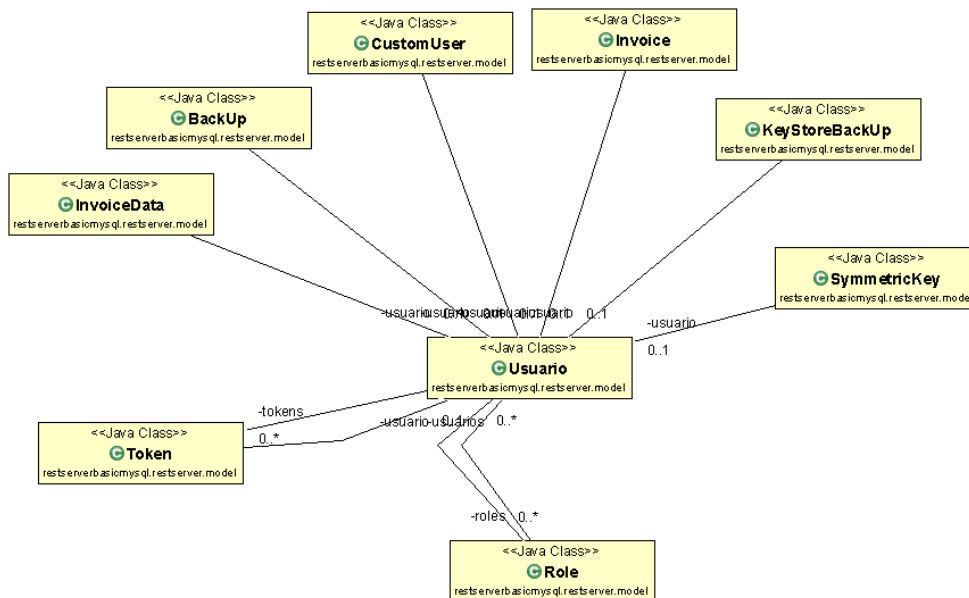 <<Java Class>>
CustomUser
restserverbasicmysql.restserver.model
<<Java Class>>
Invoice
restserverbasicmysql.restserver.model
<<Java Class>>
BackUp
restserverbasicmysql.restserver.model
<<Java Class>>
KeyStoreBackUp
restserverbasicmysql.restserver.model
<<Java Class>>
InvoiceData
restserverbasicmysql.restserver.model
<<Java Class>>
SymmetricKey
restserverbasicmysql.restserver.model
-usuario
0..1
-usuario
0..1
<<Java Class>>
Usuario
restserverbasicmysql.restserver.model
-tokens
0..*
-usuario
0..1
-usuarios
0..*
<<Java Class>>
Token
restserverbasicmysql.restserver.model
-roles
0..*
<<Java Class>>
Role
restserverbasicmysql.restserver.model